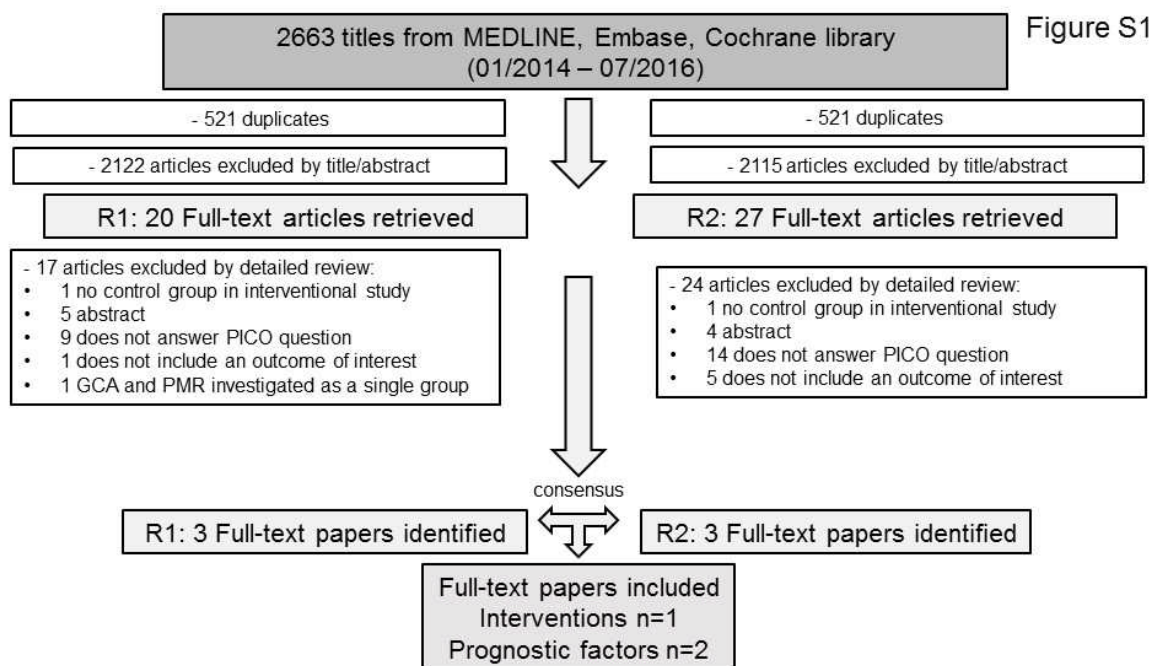 Figure S1
2663 titles from MEDLINE, Embase, Cochrane library
(01/2014 – 07/2016)
- 521 duplicates
- 521 duplicates
- 2122 articles excluded by title/abstract
- 2115 articles excluded by title/abstract
R1: 20 Full-text articles retrieved
R2: 27 Full-text articles retrieved
- 17 articles excluded by detailed review:
• 1 no control group in interventional study
• 5 abstract
• 9 does not answer PICO question
• 1 does not include an outcome of interest
• 1 GCA and PMR investigated as a single group
- 24 articles excluded by detailed review:
• 1 no control group in interventional study
• 4 abstract
• 14 does not answer PICO question
• 5 does not include an outcome of interest
consensus
R1: 3 Full-text papers identified
R2: 3 Full-text papers identified
Full-text papers included
Interventions n=1
Prognostic factors n=2